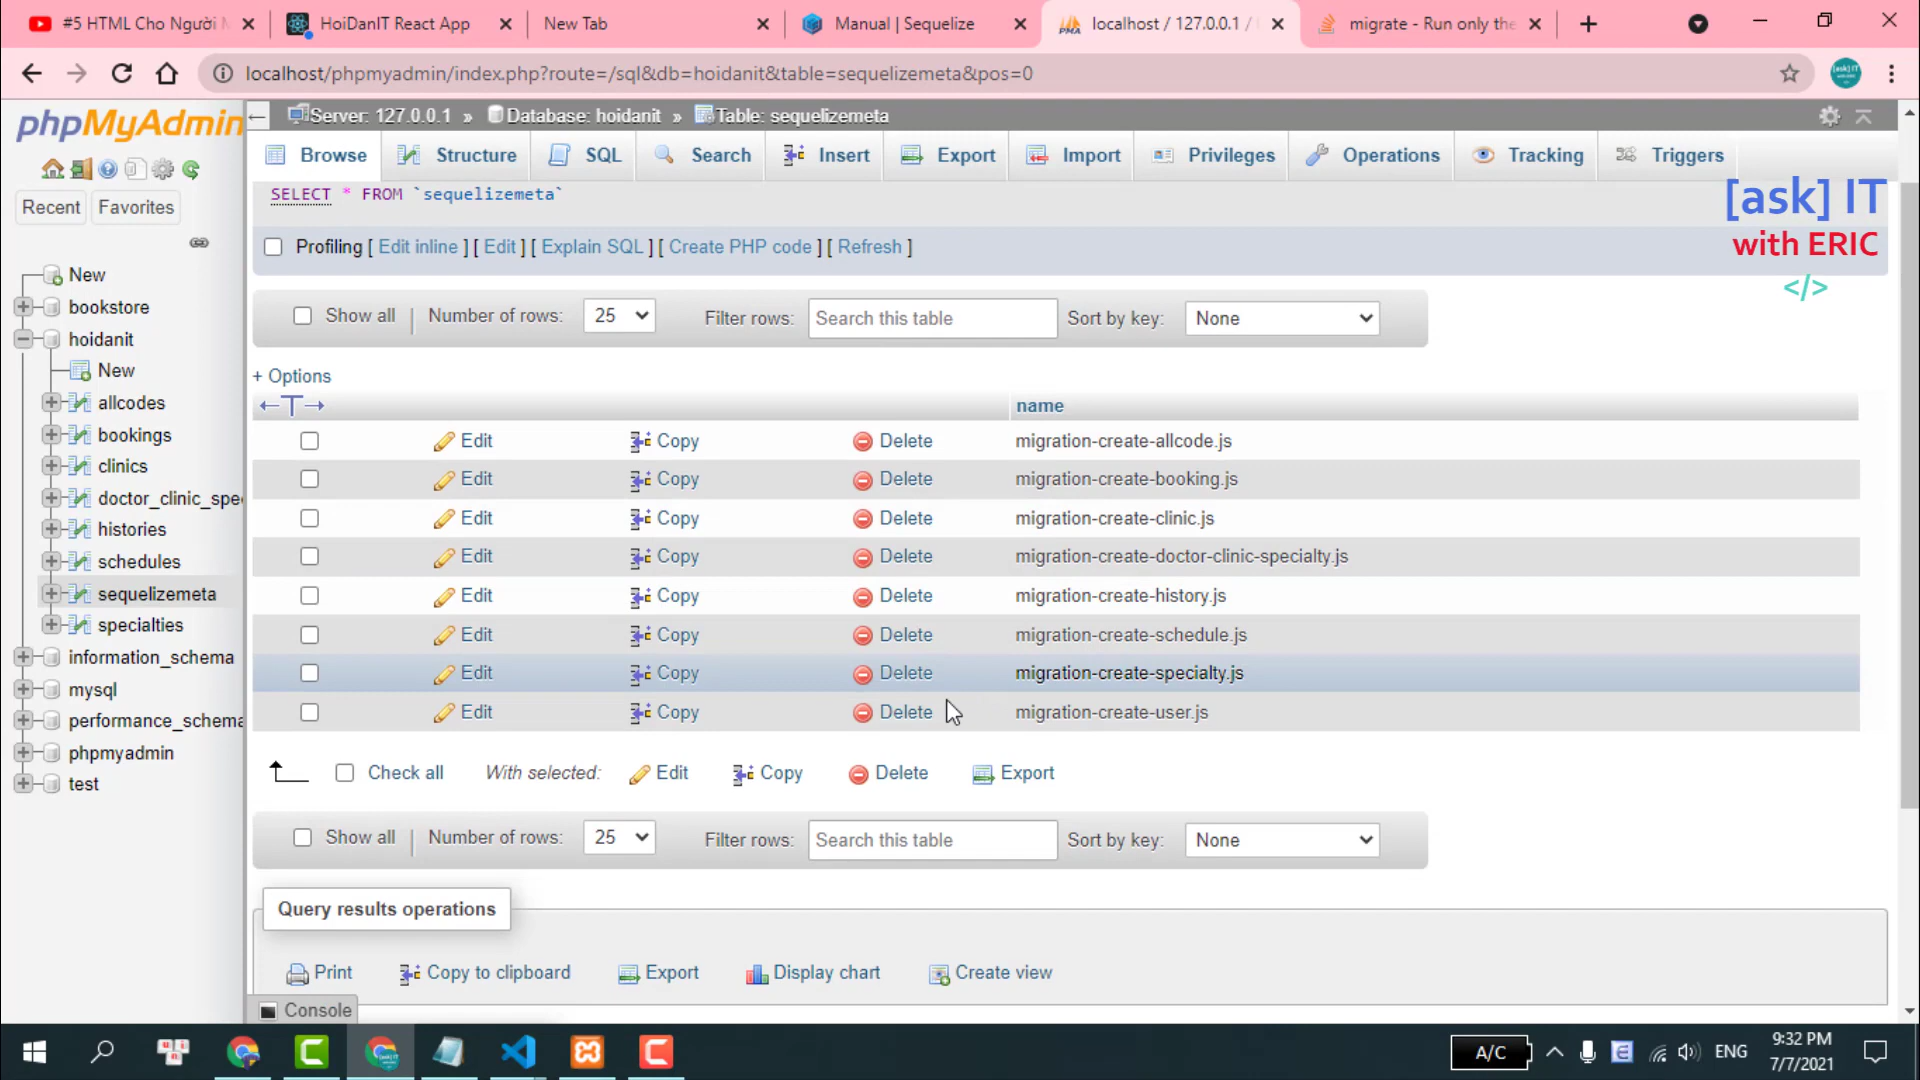 #5 HTML Cho Người
HoiDanIT React App
New Tab
Manual | Sequelize
localhost / 127.0.0.1 /
migrate - Run only the
localhost/phpmyadmin/index.php?route=/sql&db=hoidanit&table=sequelizemeta&pos=0
phpMyAdmin
Recent
Favorites
New
bookstore
hoidanit
New
allcodes
bookings
clinics
doctor_clinic_spe
histories
schedules
sequelizemeta
specialties
information_schema
mysql
performance_schema
phpmyadmin
test
Server: 127.0.0.1 » Database: hoidanit » Table: sequelizemeta
Browse Structure SQL Search Insert Export Import Privileges Operations Tracking Triggers
SELECT * FROM `sequelizemeta`
[ask] IT
with ERIC
</>
Profiling [ Edit inline ] [ Edit ] [ Explain SQL ] [ Create PHP code ] [ Refresh ]
Show all | Number of rows: 25 Filter rows: Search this table Sort by key: None
+ Options
←T→ name
Edit Copy Delete migration-create-allcode.js
Edit Copy Delete migration-create-booking.js
Edit Copy Delete migration-create-clinic.js
Edit Copy Delete migration-create-doctor-clinic-specialty.js
Edit Copy Delete migration-create-history.js
Edit Copy Delete migration-create-schedule.js
Edit Copy Delete migration-create-specialty.js
Edit Copy Delete migration-create-user.js
Check all With selected: Edit Copy Delete Export
Show all | Number of rows: 25 Filter rows: Search this table Sort by key: None
Query results operations
Print Copy to clipboard Export Display chart Create view
Console
A/C
ENG
9:32 PM
7/7/2021